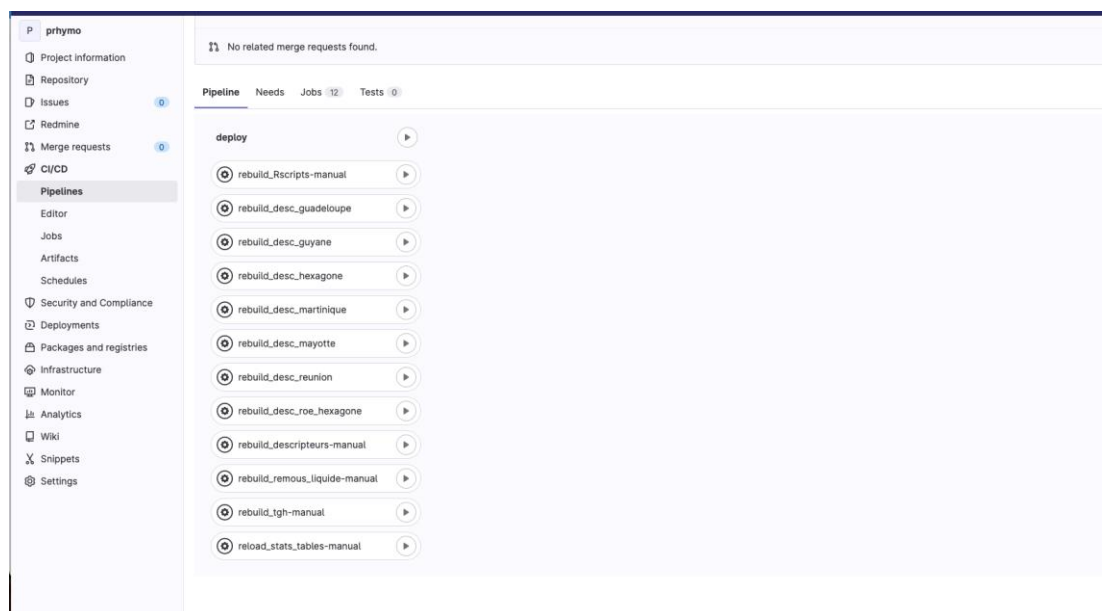 P prhymo
Project information
Repository
Issues 0
Redmine
Merge requests 0
CI/CD
Pipelines
Editor
Jobs
Artifacts
Schedules
Security and Compliance
Deployments
Packages and registries
Infrastructure
Monitor
Analytics
Wiki
Snippets
Settings
No related merge requests found.
Pipeline Needs Jobs 12 Tests 0
deploy
rebuild_Rscripts-manual
rebuild_desc_guadeloupe
rebuild_desc_guyane
rebuild_desc_hexagone
rebuild_desc_martinique
rebuild_desc_mayotte
rebuild_desc_reunion
rebuild_desc_roe_hexagone
rebuild_descripteurs-manual
rebuild_remous_liquide-manual
rebuild_tgh-manual
reload_stats_tables-manual